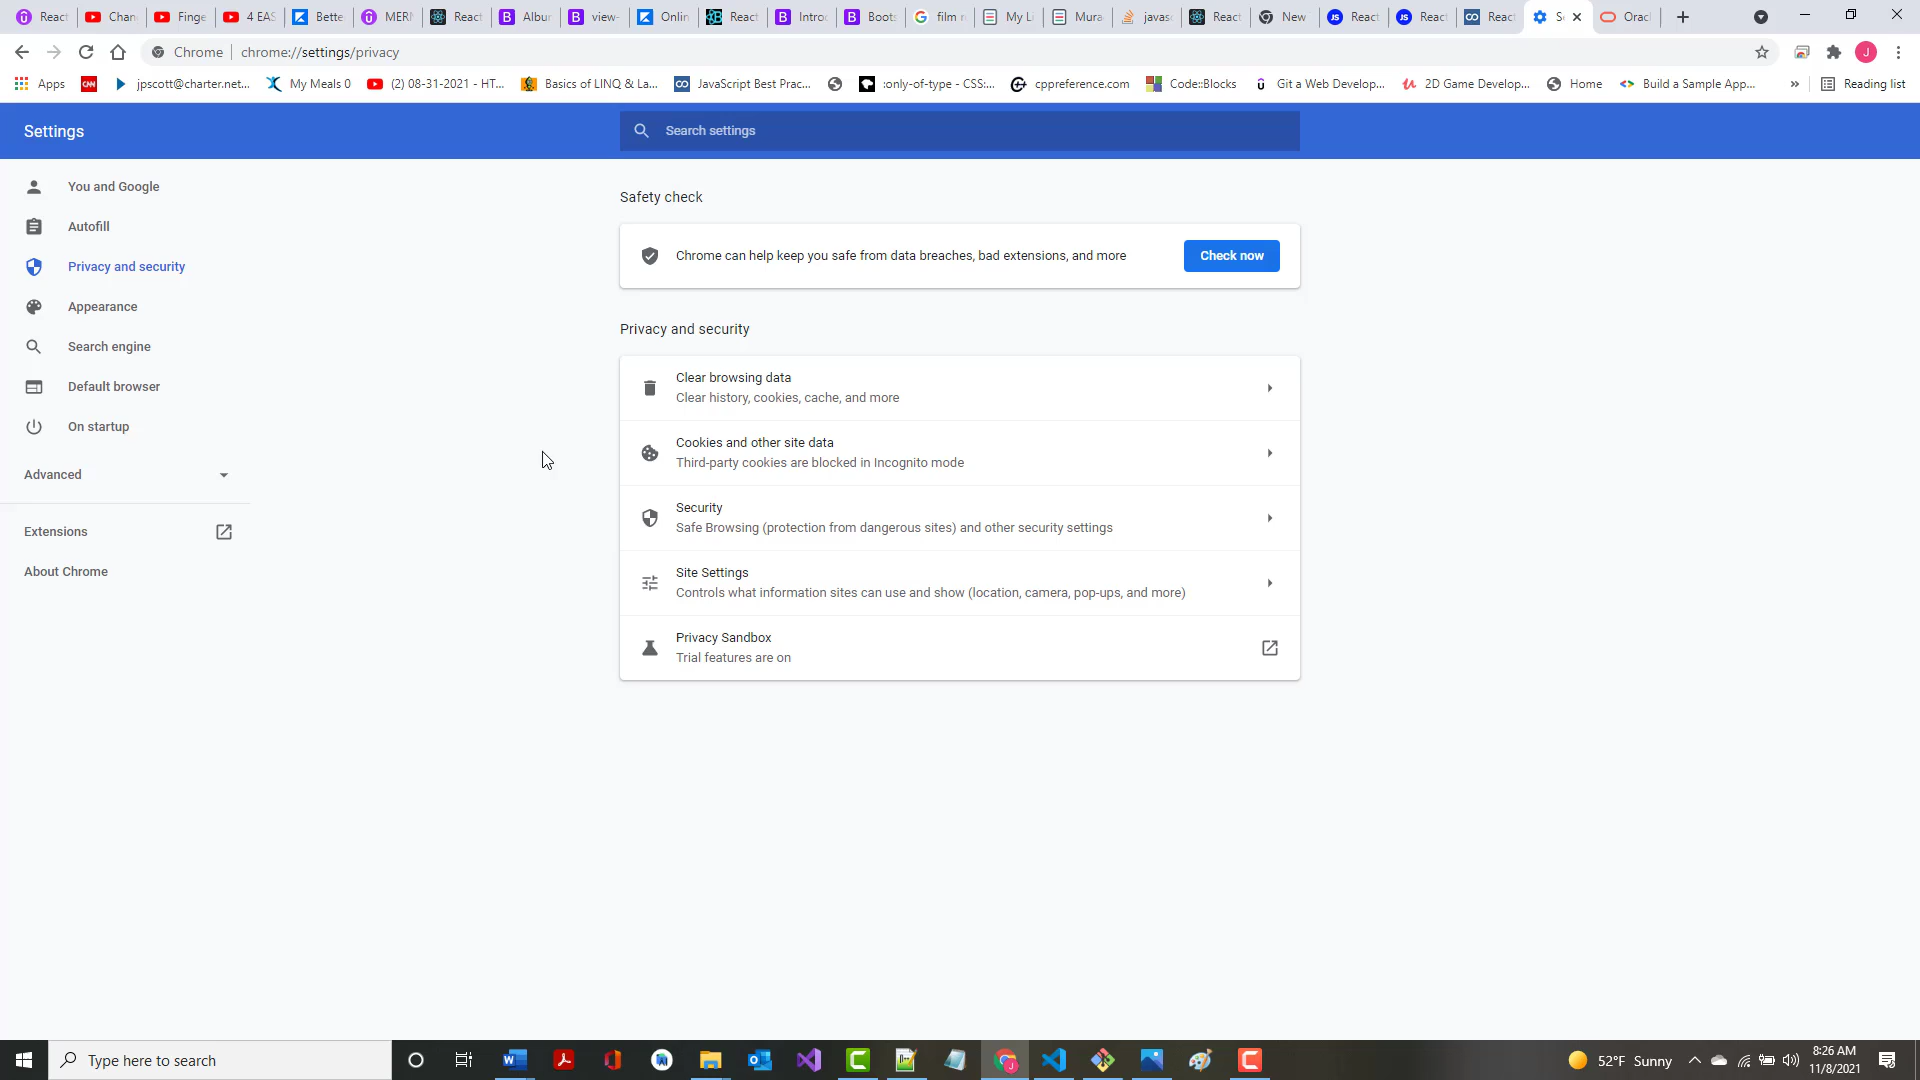 React
Chan
Finge
4 EAS
Bette
MERN
React
Albu
view-
Onlin
React
Introd
Boots
film r
My Li
Mura
javas
React
New
React
React
React
S
Orac
Chrome
chrome://settings/privacy
J
Apps
CNN
jpscott@charter.net...
My Meals 0
(2) 08-31-2021 - HT...
Basics of LINQ & La...
JavaScript Best Prac...
:only-of-type - CSS:...
cppreference.com
Code::Blocks
Git a Web Develop...
2D Game Develop...
Home
Build a Sample App...
»
Reading list
Settings
Search settings
You and Google
Autofill
Privacy and security
Appearance
Search engine
Default browser
On startup
Advanced
Extensions
About Chrome
Safety check
Chrome can help keep you safe from data breaches, bad extensions, and more
Check now
Privacy and security
Clear browsing data
Clear history, cookies, cache, and more
Cookies and other site data
Third-party cookies are blocked in Incognito mode
Security
Safe Browsing (protection from dangerous sites) and other security settings
Site Settings
Controls what information sites can use and show (location, camera, pop-ups, and more)
Privacy Sandbox
Trial features are on
Type here to search
52°F Sunny
8:26 AM
11/8/2021